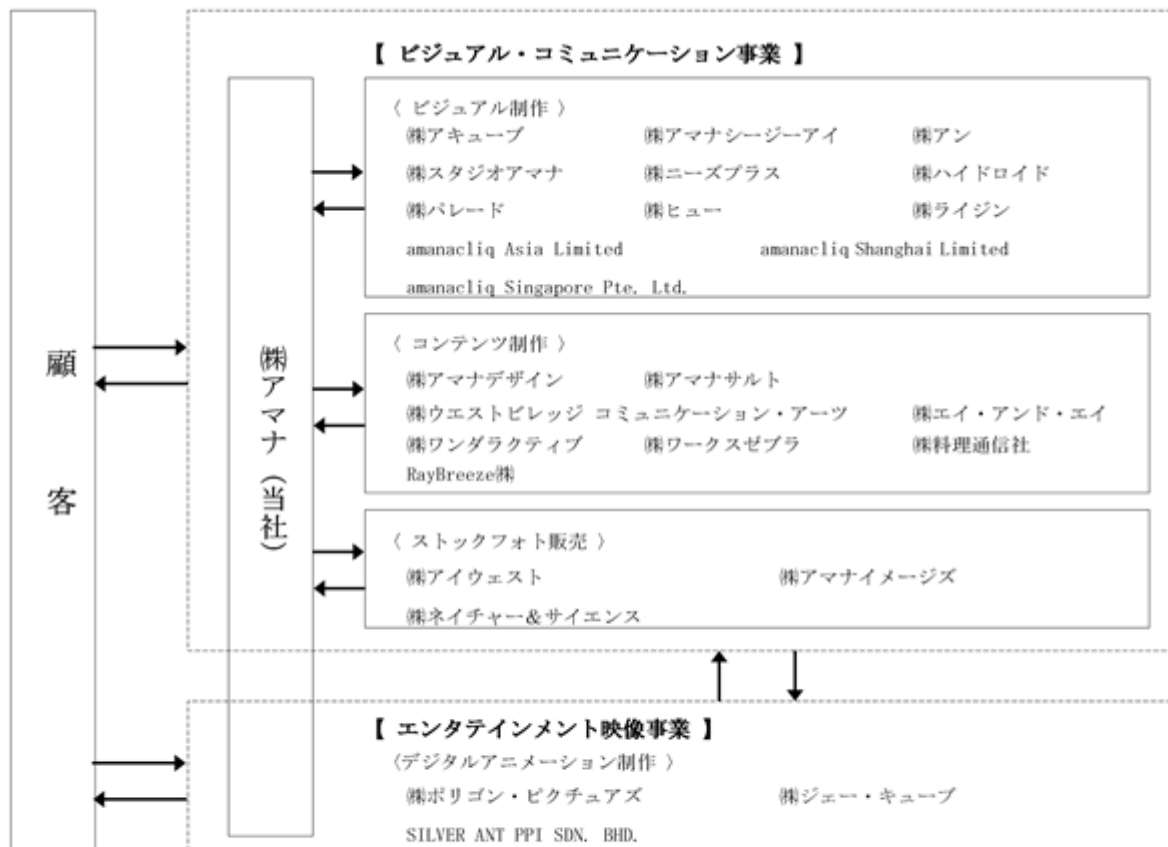 顧客
㈱アマナ(当社)
【 ビジュアル・コミュニケーション事業 】
〈 ビジュアル制作 〉
㈱アキューブ ㈱アマナシージーアイ ㈱アン
㈱スタジオアマナ ㈱ニーズプラス ㈱ハイドロイド
㈱パレード ㈱ヒュー ㈱ライジン
amanacliq Asia Limited amanacliq Shanghai Limited
amanacliq Singapore Pte. Ltd.
〈 コンテンツ制作 〉
㈱アマナデザイン ㈱アマナサルト
㈱ウエストビレッジ コミュニケーション・アーツ ㈱エイ・アンド・エイ
㈱ワンダラクティブ ㈱ワークスゼブラ ㈱料理通信社
RayBreeze㈱
〈 ストックフォト販売 〉
㈱アイウェスト ㈱アマナイメージズ
㈱ネイチャー&サイエンス
【 エンタテインメント映像事業 】
〈デジタルアニメーション制作 〉
㈱ポリゴン・ピクチュアズ ㈱ジェー・キューブ
SILVER ANT PPI SDN. BHD.